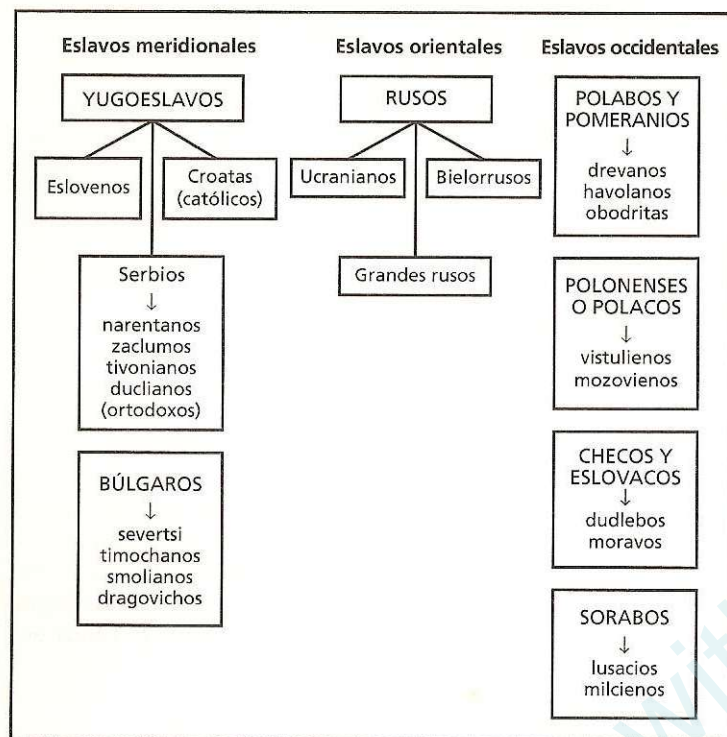 Eslavos meridionales
YUGOESLAVOS
Eslovenos
Croatas
(católicos)
Serbios
↓
narentanos
zaclumos
tivonianos
duclianos
(ortodoxos)
BÚLGAROS
↓
severtsi
timochanos
smolianos
dragovichos
Eslavos orientales
RUSOS
Ucranianos
Bielorrusos
Grandes rusos
Eslavos occidentales
POLABOS Y
POMERANIOS
↓
drevanos
havolanos
obodritas
POLONENSES
O POLACOS
↓
vistulienos
mozovienos
CHECOS Y
ESLOVACOS
↓
dudlebos
moravos
SORABOS
↓
lusacios
milcienos